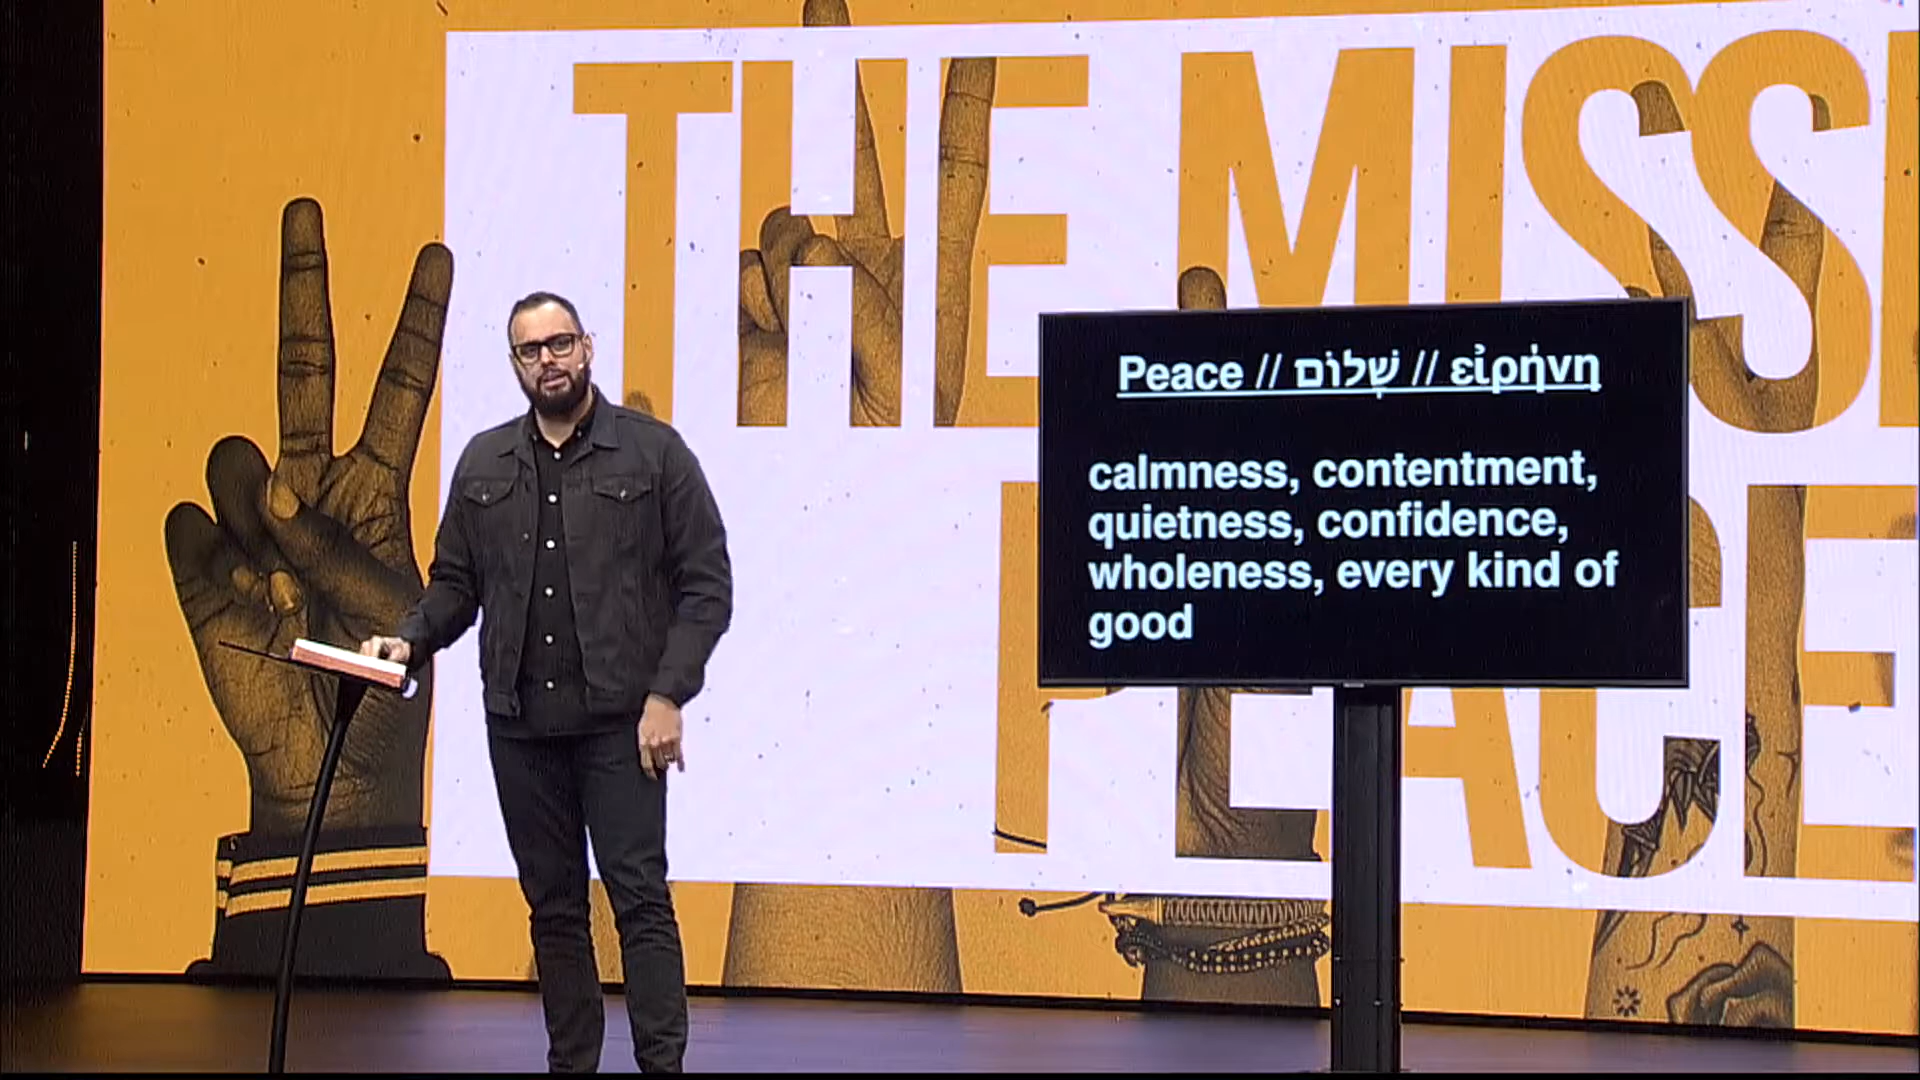 THE MISS
PEACE
Peace // שָׁלוֹם // εἰρήνη
calmness, contentment,
quietness, confidence,
wholeness, every kind of
good